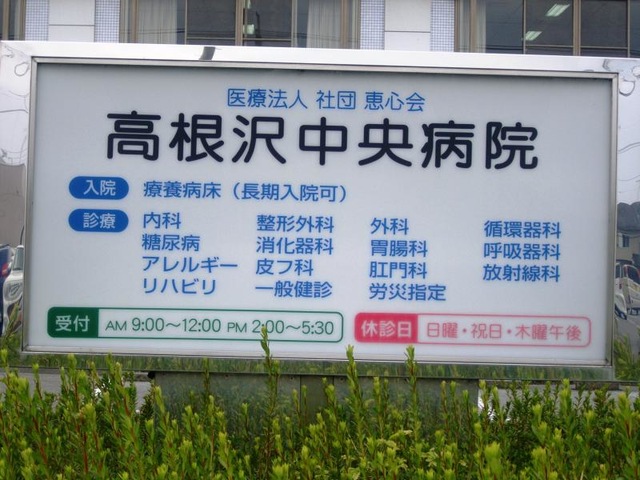 医療法人 社団 恵心会
高根沢中央病院
入院 療養病床（長期入院可）
診療 内科 整形外科 外科 循環器科
糖尿病 消化器科 胃腸科 呼吸器科
アレルギー 皮フ科 肛門科 放射線科
リハビリ 一般健診 労災指定
受付 AM 9:00～12:00 PM 2:00～5:30 休診日 日曜・祝日・木曜午後